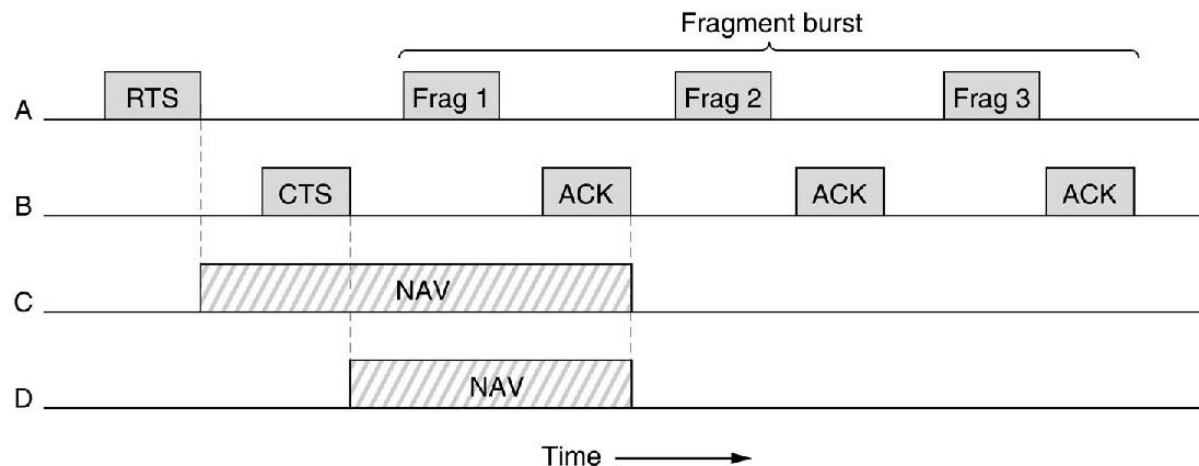 Fragment burst
A RTS Frag 1 Frag 2 Frag 3
B CTS ACK ACK ACK
C NAV
D NAV
Time